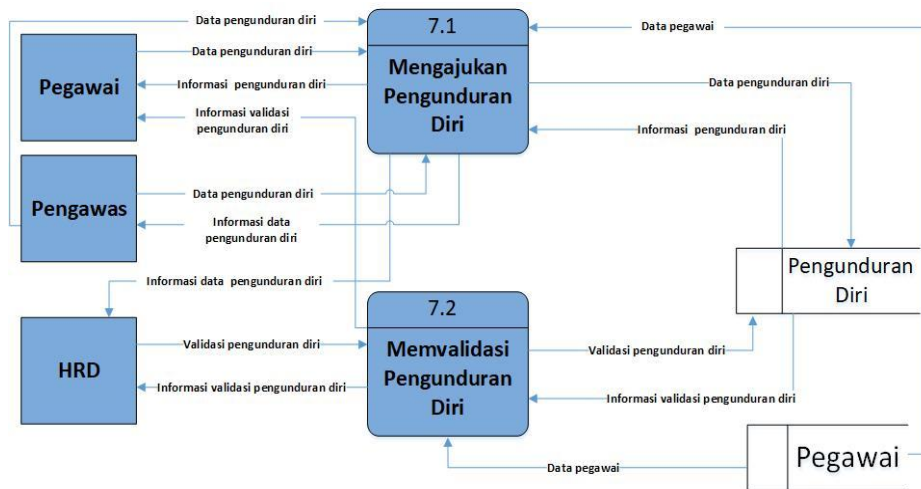 Data pengunduran diri
7.1
Data pegawai
Data pengunduran diri
Pegawai
Mengajukan
Pengunduran
Diri
Informasi pengunduran diri
Data pengunduran diri
Informasi validasi
pengunduran diri
Informasi pengunduran diri
Pengawas
Data pengunduran diri
Informasi data
pengunduran diri
Pengunduran
Diri
Informasi data pengunduran diri
7.2
HRD
Validasi pengunduran diri
Memvalidasi
Pengunduran
Diri
Validasi pengunduran diri
Informasi validasi pengunduran diri
Informasi validasi pengunduran diri
Data pegawai
Pegawai